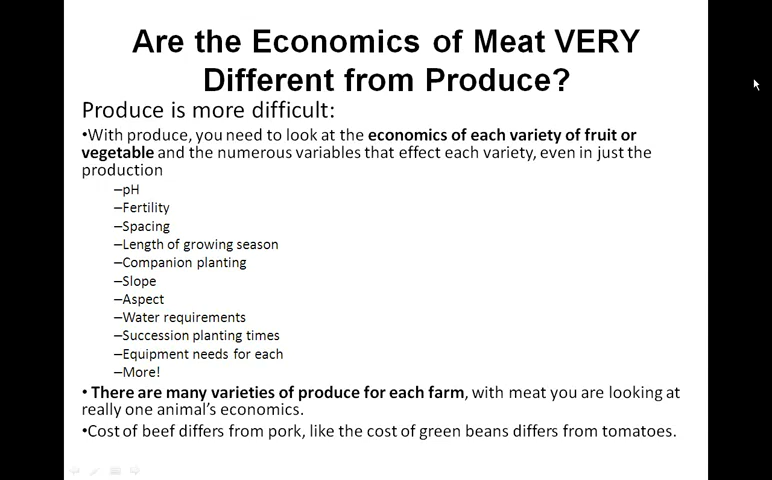 Are the Economics of Meat VERY
Different from Produce?
Produce is more difficult:
•With produce, you need to look at the economics of each variety of fruit or
vegetable and the numerous variables that effect each variety, even in just the
production
–pH
–Fertility
–Spacing
–Length of growing season
–Companion planting
–Slope
–Aspect
–Water requirements
–Succession planting times
–Equipment needs for each
–More!
• There are many varieties of produce for each farm, with meat you are looking at
really one animal's economics.
•Cost of beef differs from pork, like the cost of green beans differs from tomatoes.